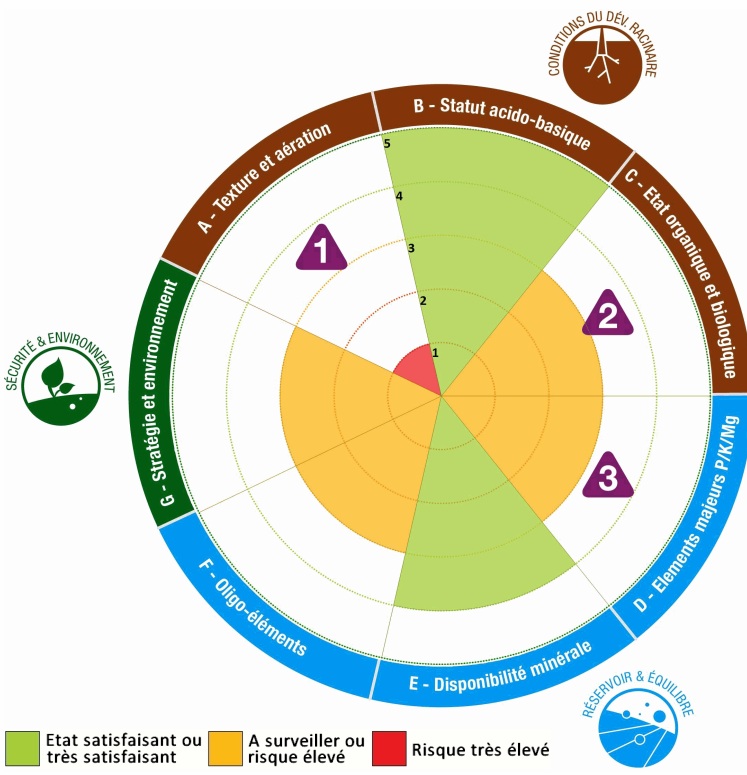 CONDITIONS DU DÉV. RACINAIRE
B - Statut acido-basique
A - Texture et aération
C - Etat organique et biologique
5
4
3
2
1
1
2
3
SÉCURITÉ & ENVIRONNEMENT
G - Stratégie et environnement
D - Elements majeurs P/K/Mg
F - Oligo-éléments
E - Disponibilité minérale
RÉSERVOIR & ÉQUILIBRE
Etat satisfaisant ou
très satisfaisant
A surveiller ou
risque élevé
Risque très élevé